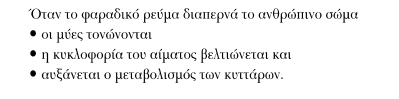 Όταν το φαραδικό ρεύμα διαπερνά το ανθρώπινο σώμα
• οι μύες τονώνονται
• η κυκλοφορία του αίματος βελτιώνεται και
• αυξάνεται ο μεταβολισμός των κυττάρων.